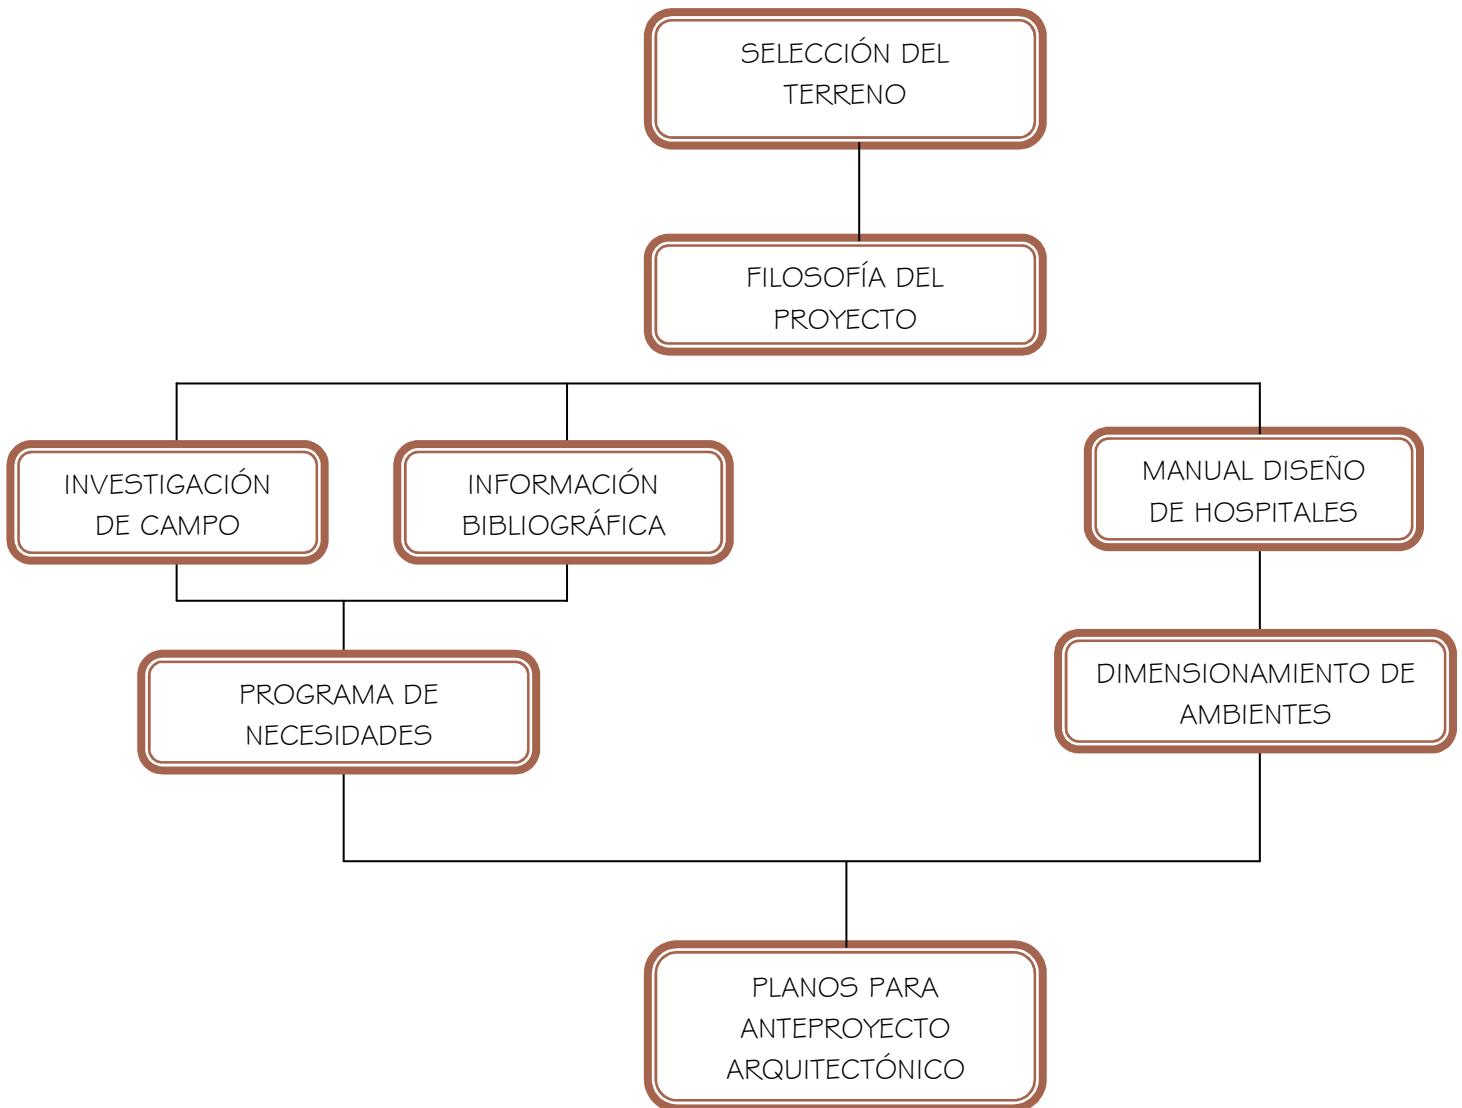 SELECCIÓN DEL
TERRENO
FILOSOFÍA DEL
PROYECTO
INVESTIGACIÓN
DE CAMPO
INFORMACIÓN
BIBLIOGRÁFICA
MANUAL DISEÑO
DE HOSPITALES
PROGRAMA DE
NECESIDADES
DIMENSIONAMIENTO DE
AMBIENTES
PLANOS PARA
ANTEPROYECTO
ARQUITECTÓNICO